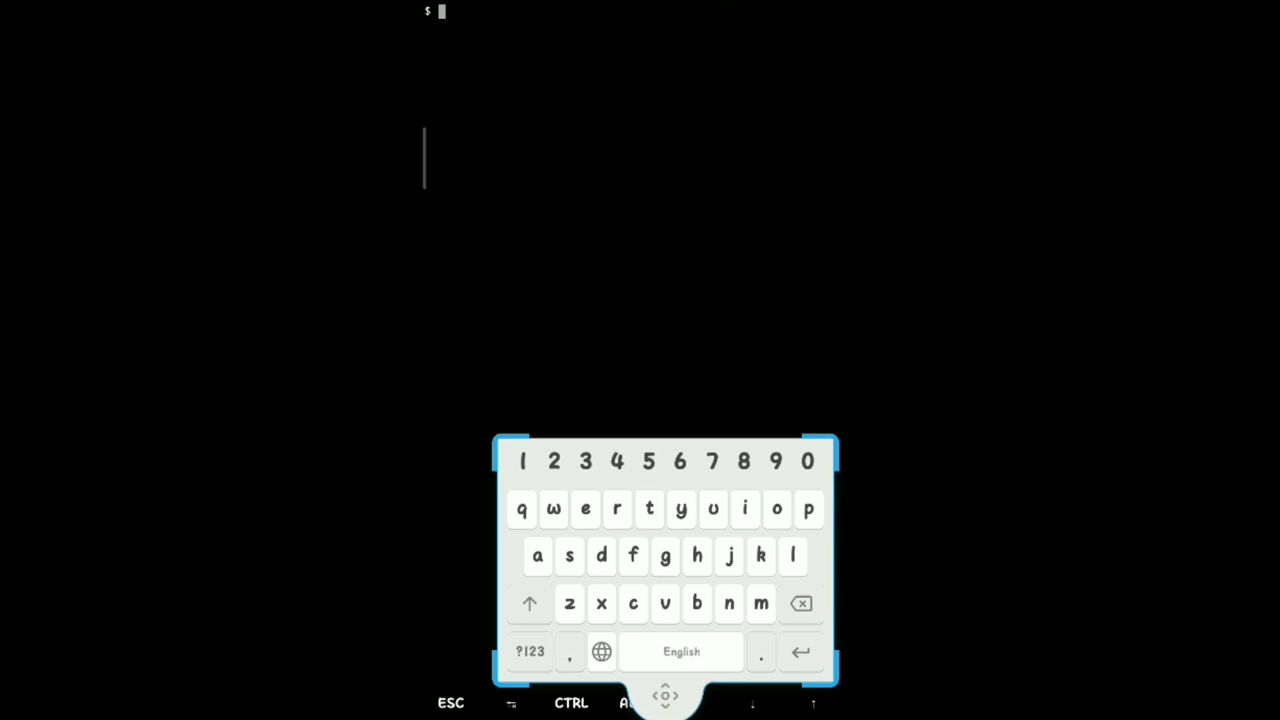 $
1 2 3 4 5 6 7 8 9 0
q w e r t y u i o p
a s d f g h j k l
z x c v b n m
?123 , English .
ESC CTRL ↓ ↑